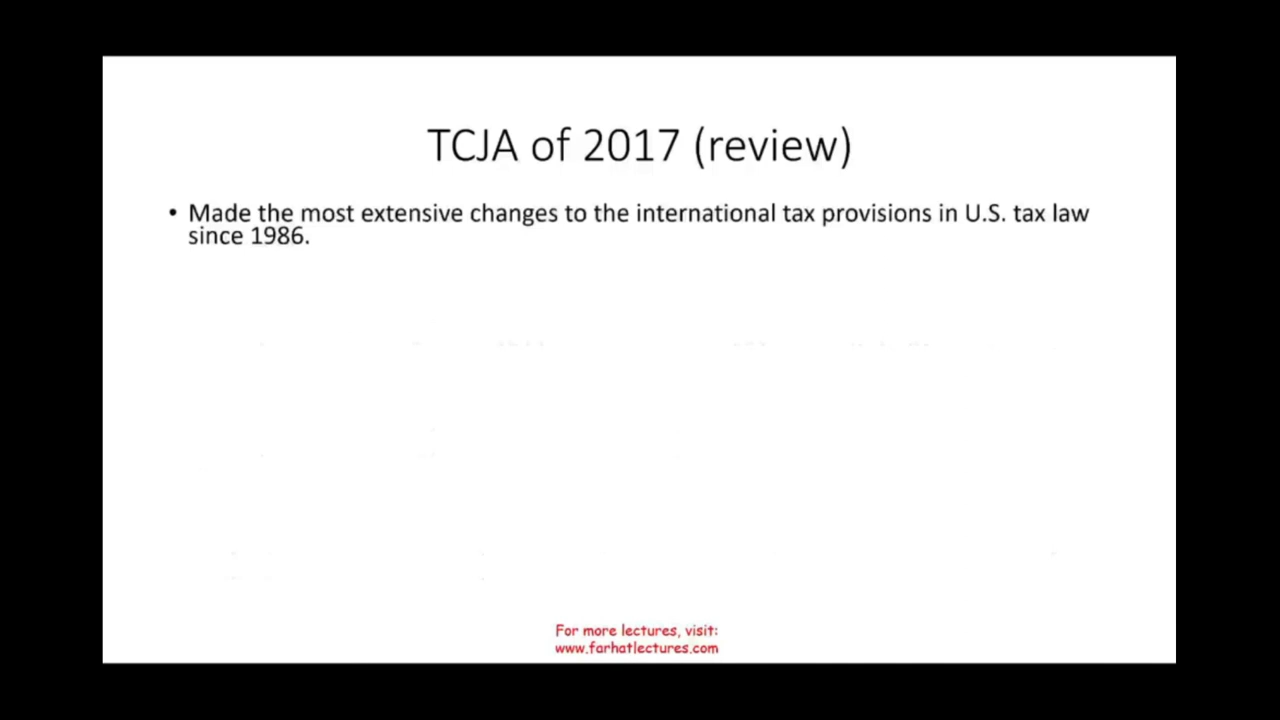 TCJA of 2017 (review)
• Made the most extensive changes to the international tax provisions in U.S. tax law
since 1986.
For more lectures, visit:
www.farhatlectures.com